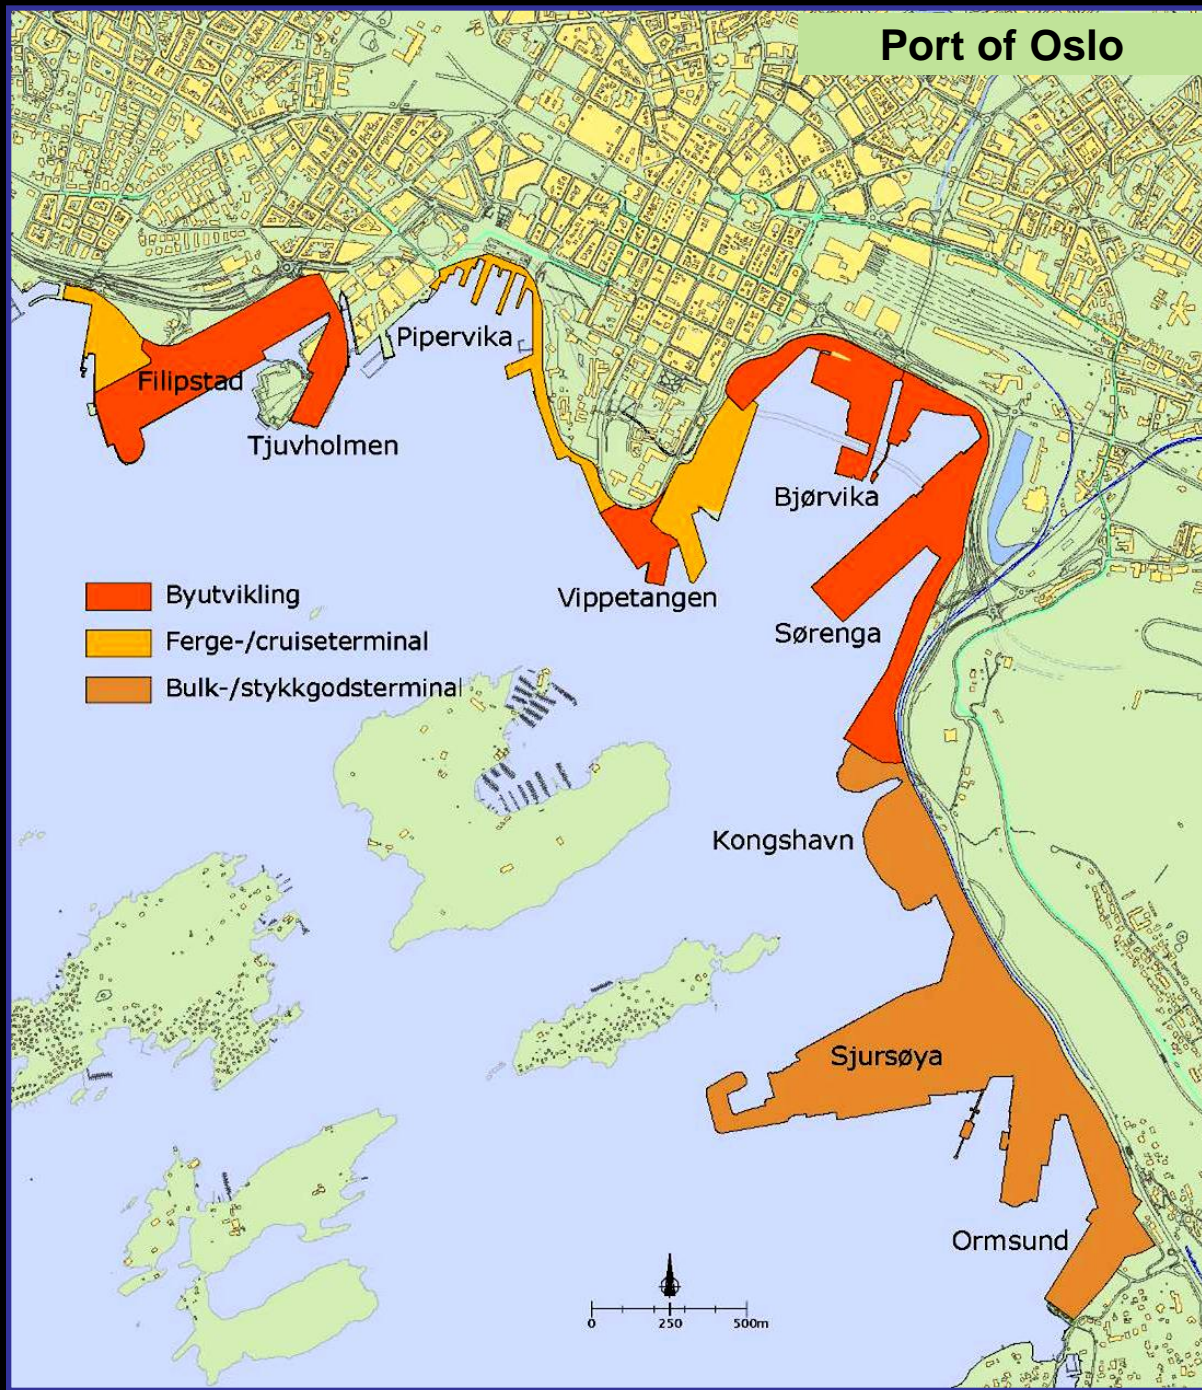 Port of Oslo
Pipervika
Filipstad
Tjuvholmen
Bjørvika
Vippetangen
Sørenga
Byutvikling
Ferge-/cruiseterminal
Bulk-/stykkgodsterminal
Kongshavn
Sjursøya
Ormsund
0 250 500m